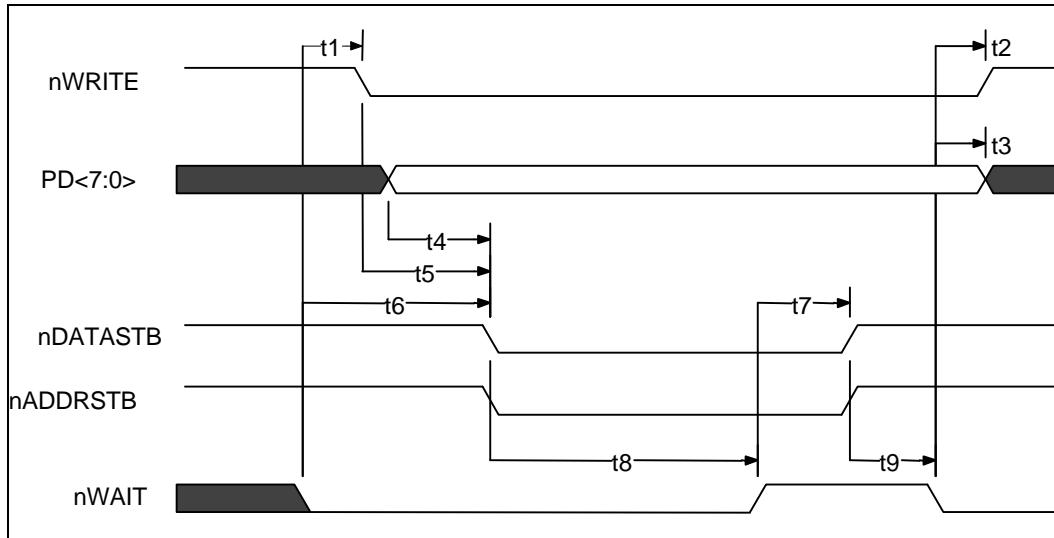 t1
t2
nWRITE
t3
PD<7:0>
t4
t5
t6
t7
nDATASTB
nADDRSTB
t8
t9
nWAIT